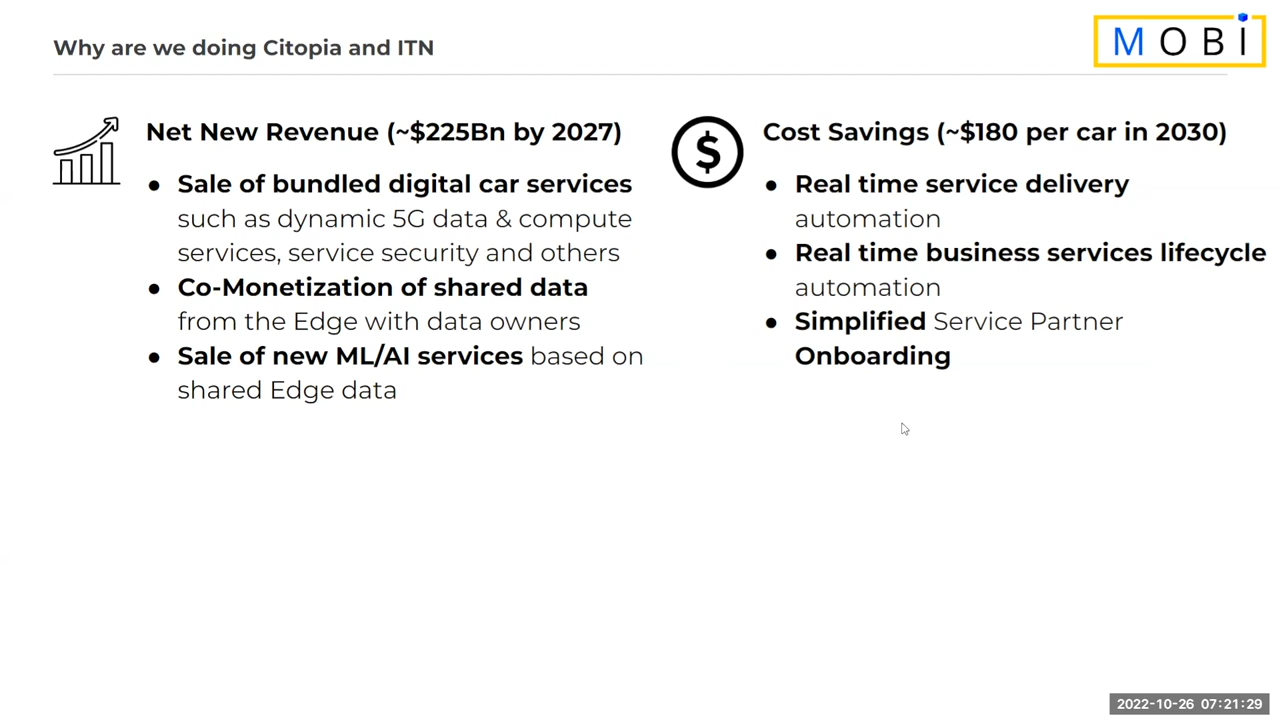 Why are we doing Citopia and ITN
MOBI
Net New Revenue (~$225Bn by 2027)
● Sale of bundled digital car services
such as dynamic 5G data & compute
services, service security and others
● Co-Monetization of shared data
from the Edge with data owners
● Sale of new ML/AI services based on
shared Edge data
$
Cost Savings (~$180 per car in 2030)
● Real time service delivery
automation
● Real time business services lifecycle
automation
● Simplified Service Partner
Onboarding
2022-10-26 07:21:29